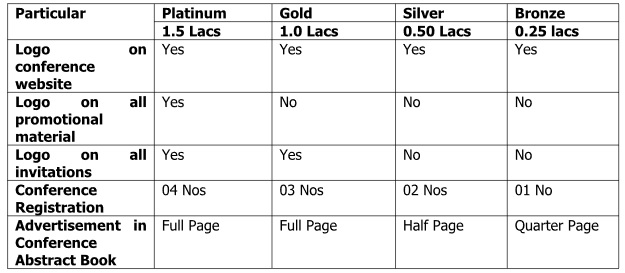 Particular Platinum Gold Silver Bronze
1.5 Lacs 1.0 Lacs 0.50 Lacs 0.25 lacs
Logo on Yes Yes Yes Yes
conference
website
Logo on all Yes No No No
promotional
material
Logo on all Yes Yes No No
invitations
Conference 04 Nos 03 Nos 02 Nos 01 No
Registration
Advertisement in Full Page Full Page Half Page Quarter Page
Conference
Abstract Book